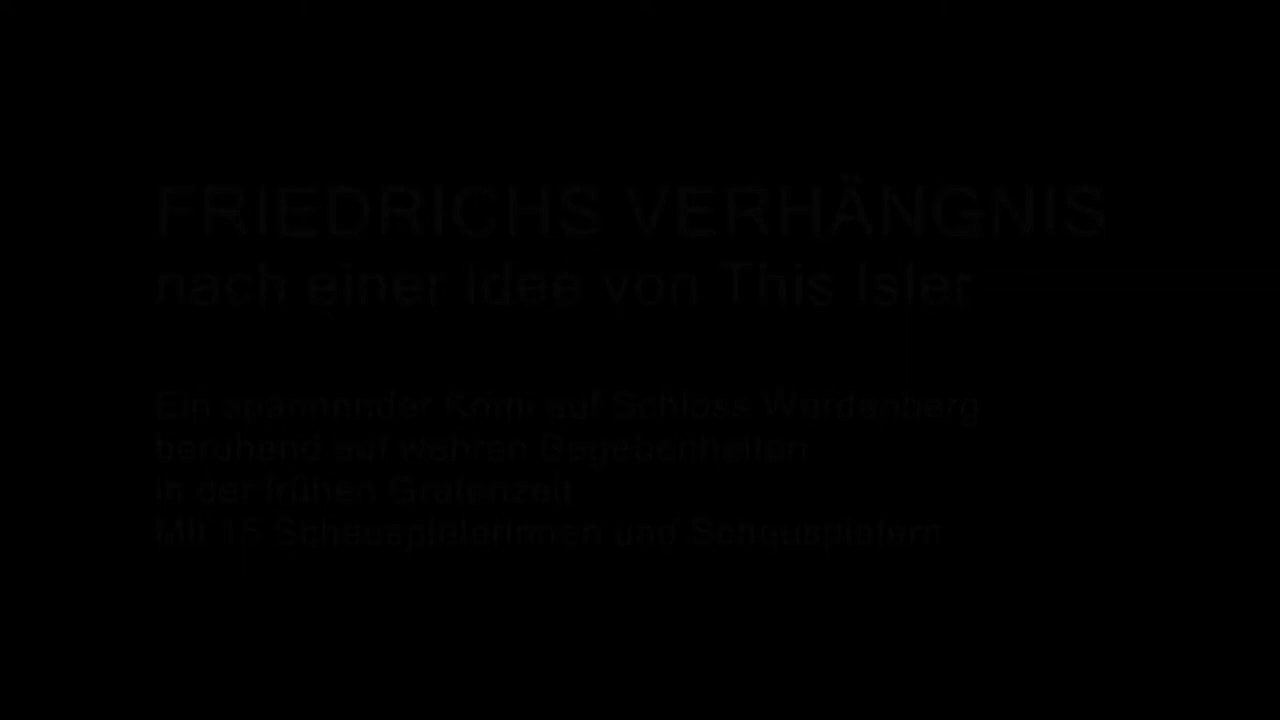 FRIEDRICHS VERHÄNGNIS
nach einer Idee von This Isler
Ein spannender Krimi auf Schloss Werdenberg
beruhend auf wahren Begebenheiten
in der frühen Grafenzeit
Mit 15 Schauspielerinnen und Schauspielern